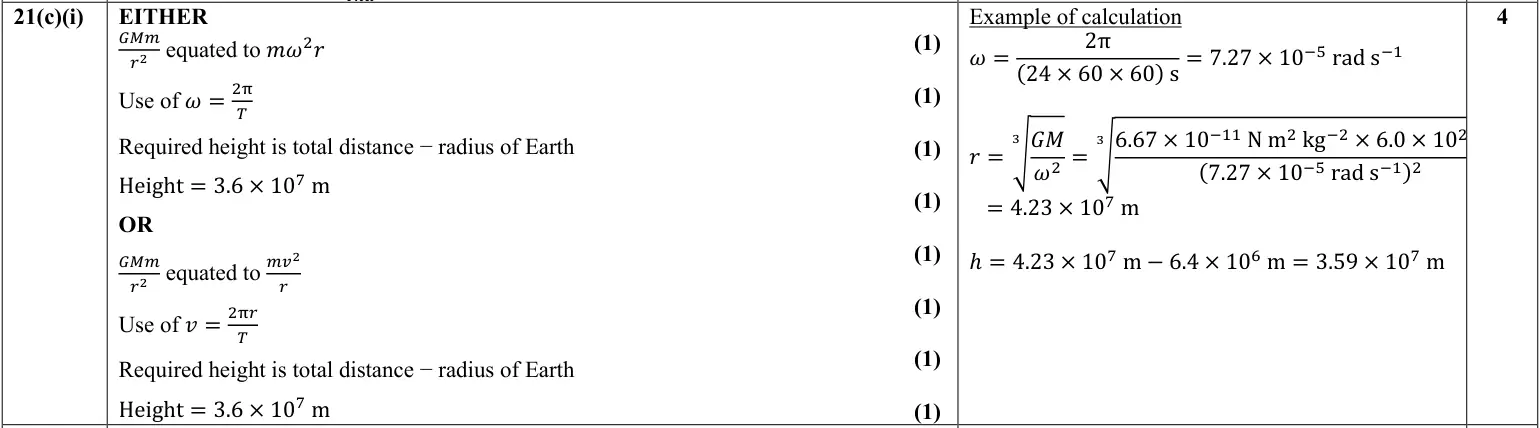 21(c)(i)
EITHER
GMm/r² equated to mω²r (1)
Use of ω = 2π/T (1)
Required height is total distance − radius of Earth (1)
Height = 3.6 × 10⁷ m (1)
OR
GMm/r² equated to mv²/r (1)
Use of v = 2πr/T (1)
Required height is total distance − radius of Earth (1)
Height = 3.6 × 10⁷ m (1)
Example of calculation
ω = 2π/((24 × 60 × 60) s) = 7.27 × 10⁻⁵ rad s⁻¹
r = ∛(GM/ω²) = ∛(6.67 × 10⁻¹¹ N m² kg⁻² × 6.0 × 10²/(7.27 × 10⁻⁵ rad s⁻¹)²)
= 4.23 × 10⁷ m
h = 4.23 × 10⁷ m − 6.4 × 10⁶ m = 3.59 × 10⁷ m
4